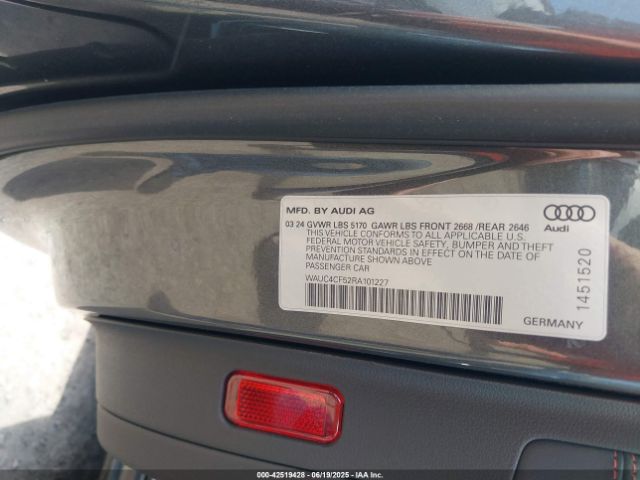 MFD. BY AUDI AG
03 24 GVWR LBS 5170 GAWR LBS FRONT 2668 /REAR 2646
THIS VEHICLE CONFORMS TO ALL APPLICABLE U.S.
FEDERAL MOTOR VEHICLE SAFETY, BUMPER AND THEFT
PREVENTION STANDARDS IN EFFECT ON THE DATE OF
MANUFACTURE SHOWN ABOVE
PASSENGER CAR
WAUC4CF52RA101227
Audi
1451520
GERMANY
000-42519428 - 06/19/2025 - IAAI.COM